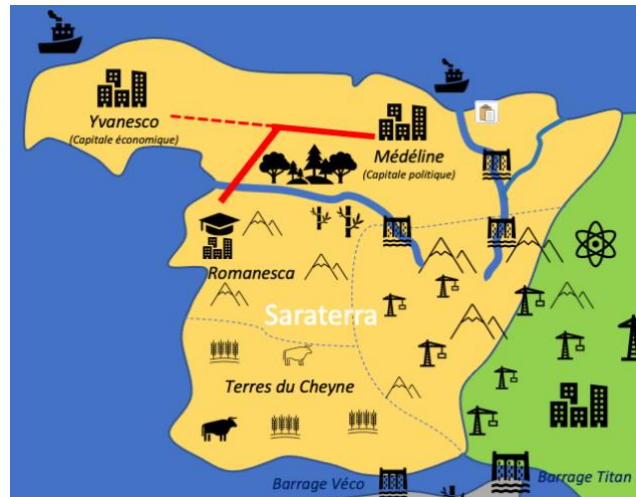 Yvanesco
(Capitale économique)
Médéline
(Capitale politique)
Romanesca
Saraterra
Terres du Cheyne
Barrage Véco
Barrage Titan